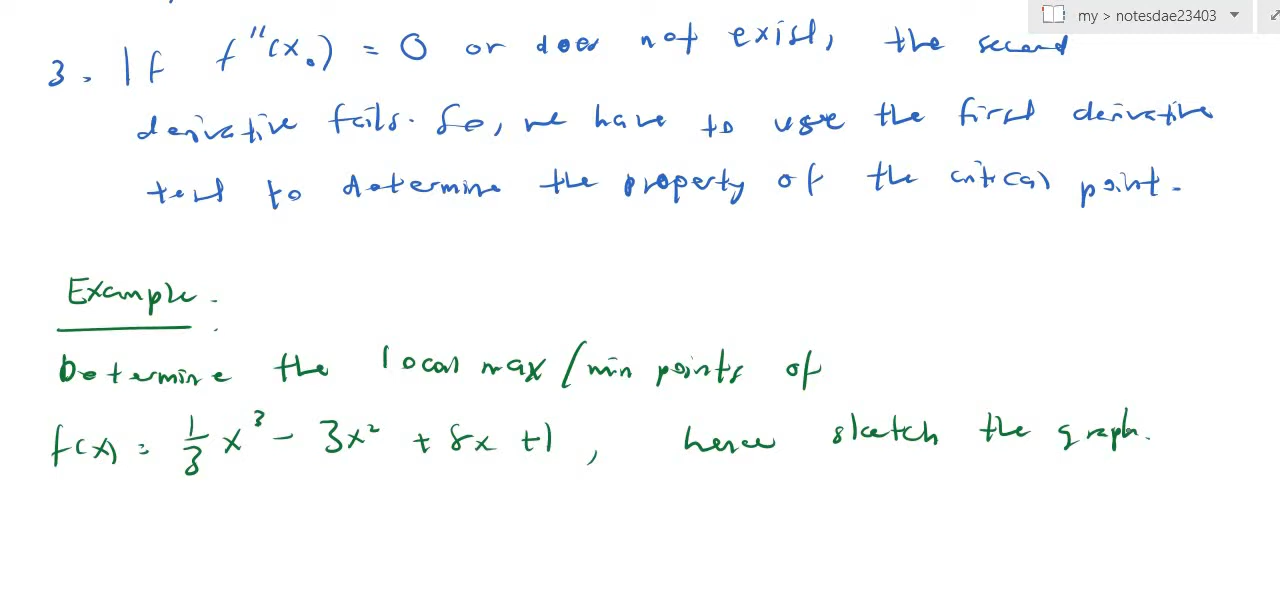 my > notesdae23403
3. If f''(x₀) = 0 or does not exist, the second
derivative fails. So, we have to use the first derivative
test to determine the property of the critical point.
Example.
Determine the local max/min points of
f(x) = 1/3 x³ - 3x² + 8x + 1, hence sketch the graph.